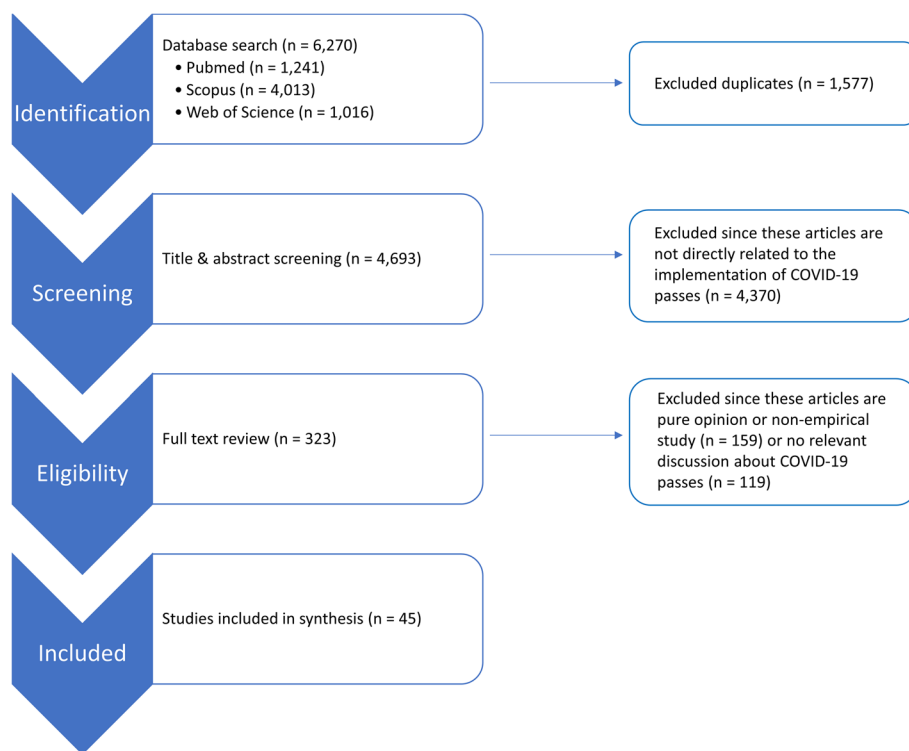 Identification
Database search (n = 6,270)
• Pubmed (n = 1,241)
• Scopus (n = 4,013)
• Web of Science (n = 1,016)
Excluded duplicates (n = 1,577)
Screening
Title & abstract screening (n = 4,693)
Excluded since these articles are
not directly related to the
implementation of COVID-19
passes (n = 4,370)
Eligibility
Full text review (n = 323)
Excluded since these articles are
pure opinion or non-empirical
study (n = 159) or no relevant
discussion about COVID-19
passes (n = 119)
Included
Studies included in synthesis (n = 45)